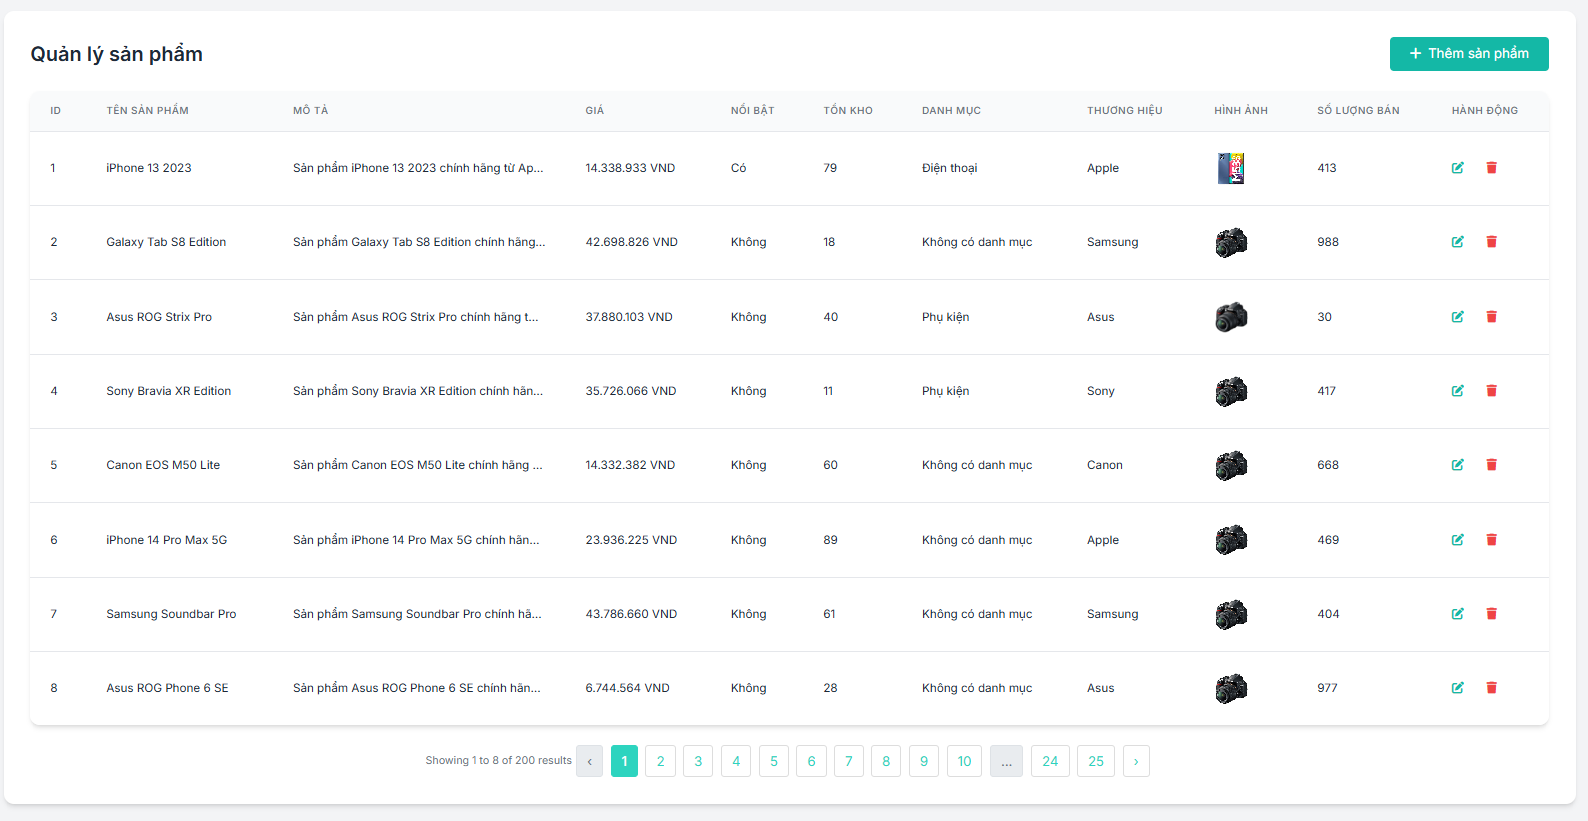 Quản lý sản phẩm
+ Thêm sản phẩm
ID TÊN SẢN PHẨM MÔ TẢ GIÁ NỔI BẬT TỒN KHO DANH MỤC THƯƠNG HIỆU HÌNH ẢNH SỐ LƯỢNG BÁN HÀNH ĐỘNG
1 iPhone 13 2023 Sản phẩm iPhone 13 2023 chính hãng từ Ap... 14.338.933 VND Có 79 Điện thoại Apple 413
2 Galaxy Tab S8 Edition Sản phẩm Galaxy Tab S8 Edition chính hãng... 42.698.826 VND Không 18 Không có danh mục Samsung 988
3 Asus ROG Strix Pro Sản phẩm Asus ROG Strix Pro chính hãng t... 37.880.103 VND Không 40 Phụ kiện Asus 30
4 Sony Bravia XR Edition Sản phẩm Sony Bravia XR Edition chính hãn... 35.726.066 VND Không 11 Phụ kiện Sony 417
5 Canon EOS M50 Lite Sản phẩm Canon EOS M50 Lite chính hãng ... 14.332.382 VND Không 60 Không có danh mục Canon 668
6 iPhone 14 Pro Max 5G Sản phẩm iPhone 14 Pro Max 5G chính hãn... 23.936.225 VND Không 89 Không có danh mục Apple 469
7 Samsung Soundbar Pro Sản phẩm Samsung Soundbar Pro chính hã... 43.786.660 VND Không 61 Không có danh mục Samsung 404
8 Asus ROG Phone 6 SE Sản phẩm Asus ROG Phone 6 SE chính hãn... 6.744.564 VND Không 28 Không có danh mục Asus 977
Showing 1 to 8 of 200 results ‹ 1 2 3 4 5 6 7 8 9 10 ... 24 25 ›